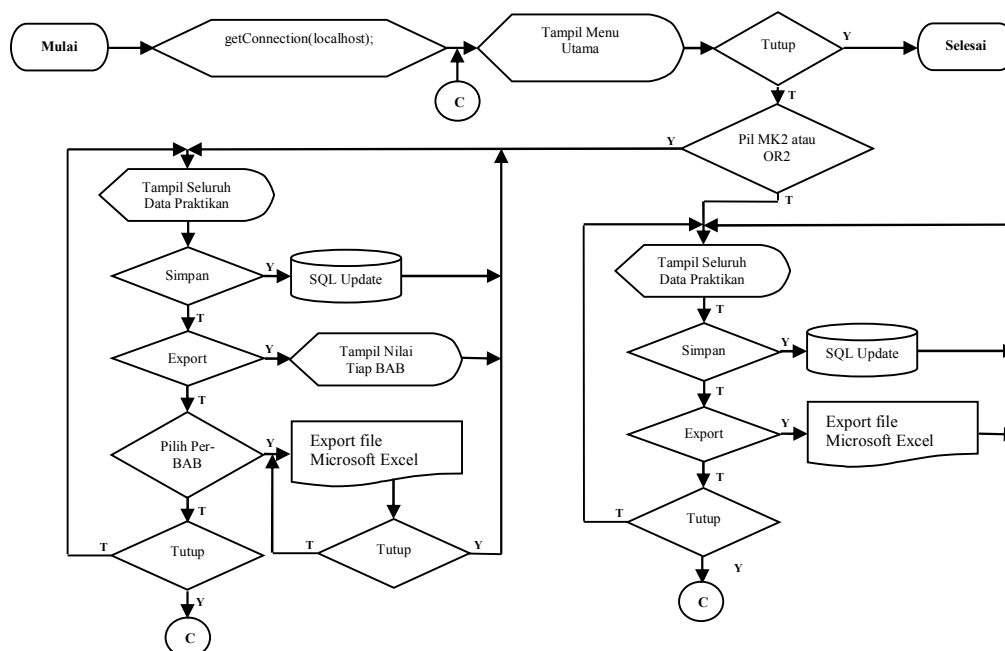 Mulai
getConnection(localhost);
Tampil Menu
Utama
Tutup
Y
Selesai
C
T
Y
Pil MK2 atau
OR2
T
Tampil Seluruh
Data Praktikan
Simpan
Y
SQL Update
T
Export
Y
Tampil Nilai
Tiap BAB
T
Pilih Per-
BAB
Y
Export file
Microsoft Excel
T
T
Tutup
T
Tutup
Y
Y
C
Tampil Seluruh
Data Praktikan
T
Simpan
Y
SQL Update
T
Export
Y
Export file
Microsoft Excel
T
T
Tutup
Y
C